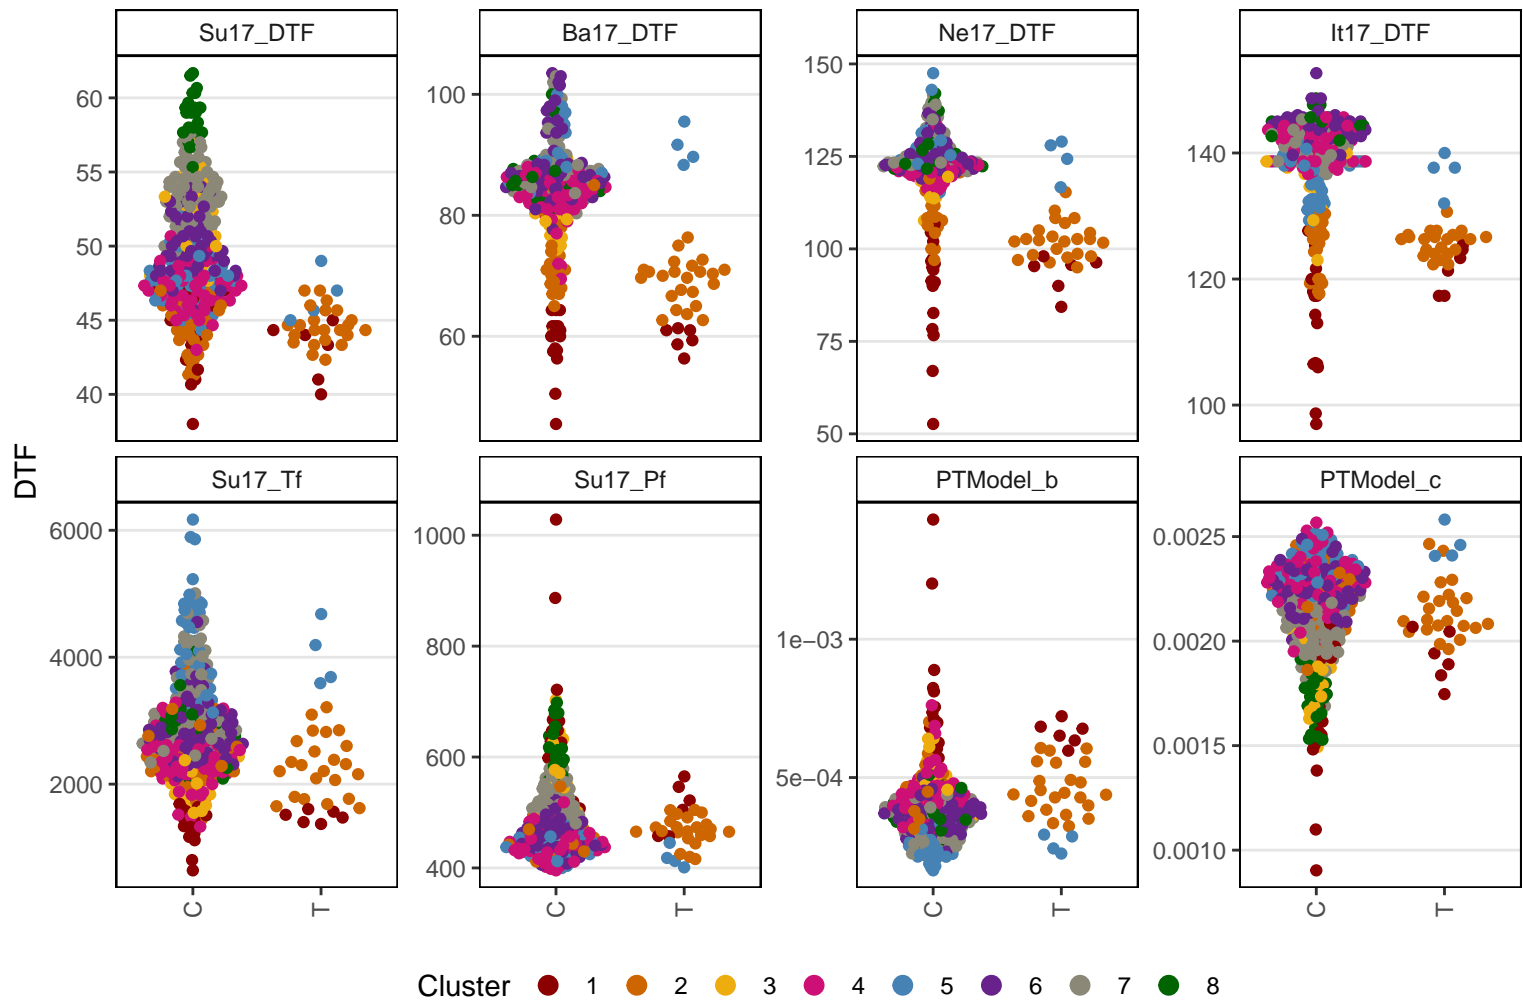 Su17_DTF Ba17_DTF Ne17_DTF It17_DTF
60 55 50 45 40
100 80 60
150 125 100 75 50
140 120 100
DTF
Su17_Tf Su17_Pf PTModel_b PTModel_c
6000 4000 2000
1000 800 600 400
1e−03 5e−04
0.0025 0.0020 0.0015 0.0010
C T C T C T C T
Cluster 1 2 3 4 5 6 7 8